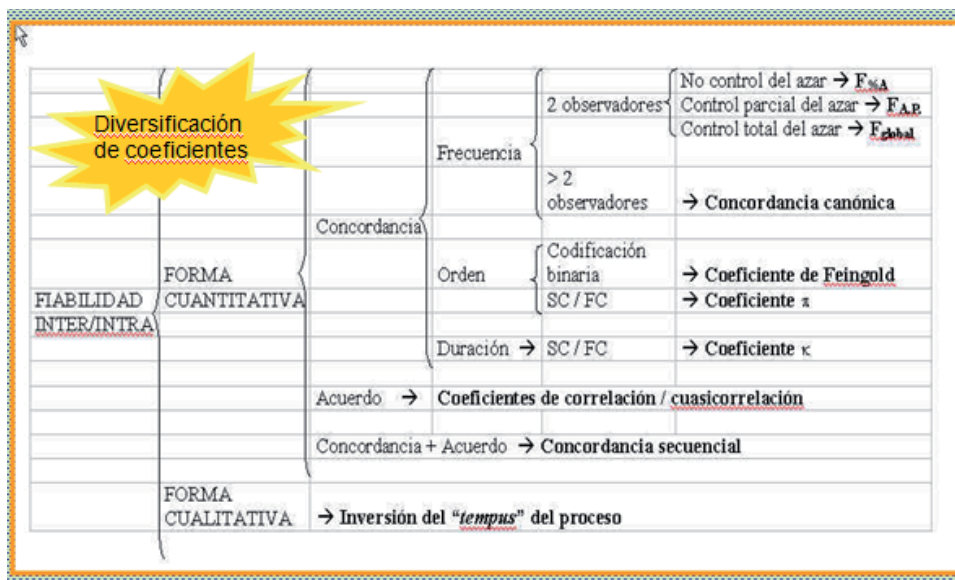 Diversificación
de coeficientes
No control del azar → F%A
2 observadores
Control parcial del azar → FA.P.
Control total del azar → Fglobal
Frecuencia
> 2
observadores
→ Concordancia canónica
Concordancia
Codificación
binaria
→ Coeficiente de Feingold
Orden
FORMA
CUANTITATIVA
SC / FC
→ Coeficiente π
FIABILIDAD
INTER/INTRA
Duración → SC / FC
→ Coeficiente κ
Acuerdo → Coeficientes de correlación / cuasicorrelación
Concordancia + Acuerdo → Concordancia secuencial
FORMA
CUALITATIVA
→ Inversión del “tempus” del proceso